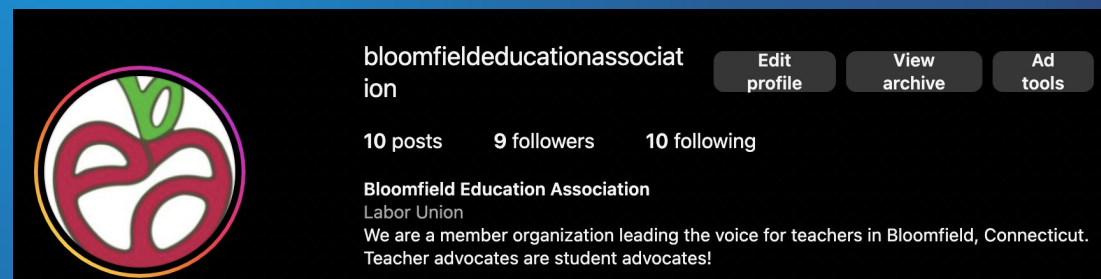 bloomfieldeducationassociat
ion
Edit
profile
View
archive
Ad
tools
10 posts 9 followers 10 following
Bloomfield Education Association
Labor Union
We are a member organization leading the voice for teachers in Bloomfield, Connecticut.
Teacher advocates are student advocates!
bea